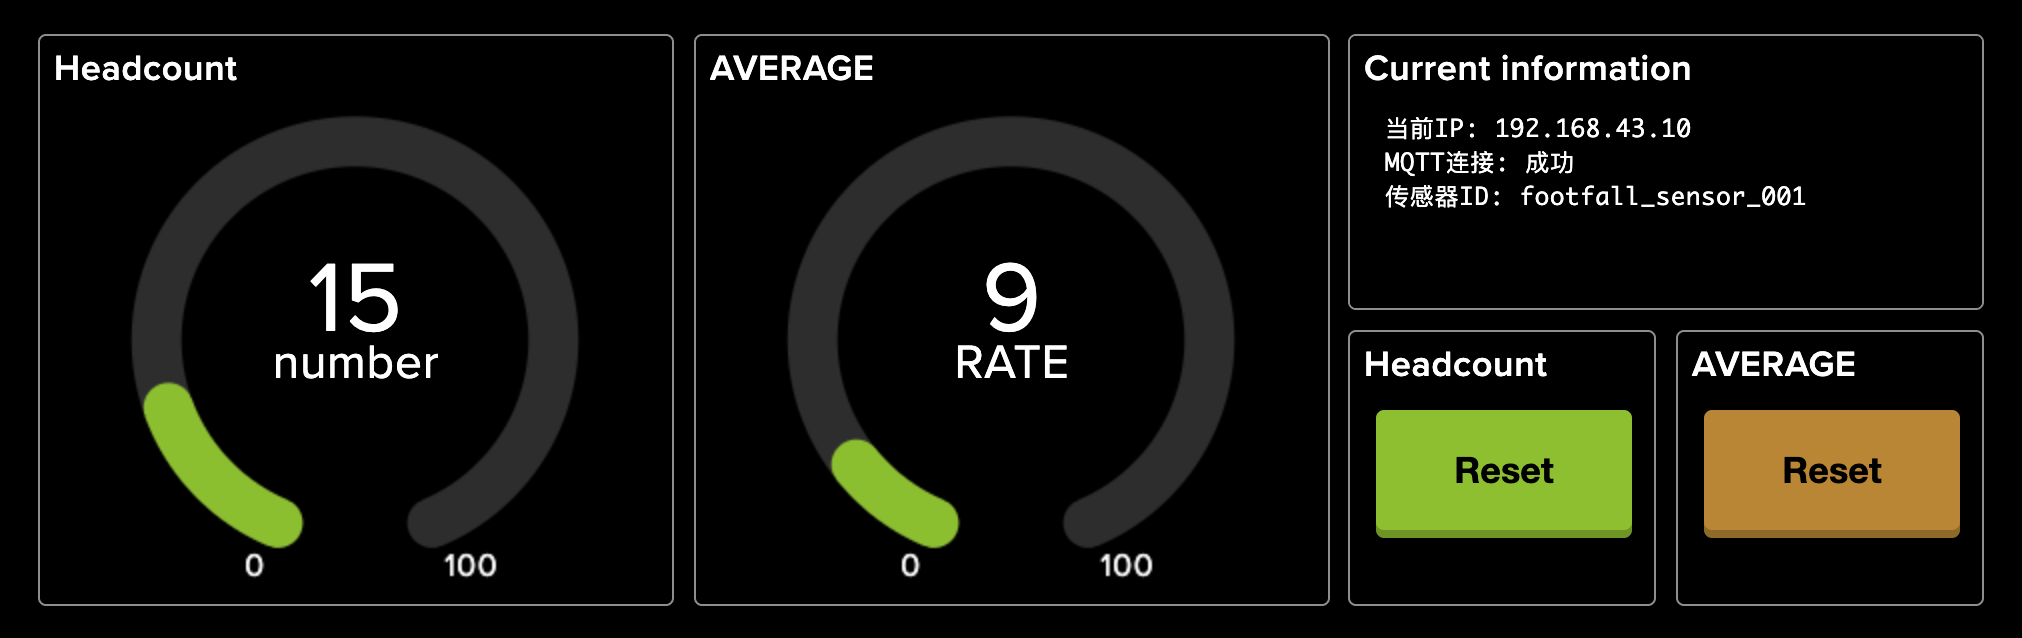 Headcount
15
number
0
100
AVERAGE
9
RATE
0
100
Current information
当前IP: 192.168.43.10
MQTT连接: 成功
传感器ID: footfall_sensor_001
Headcount
Reset
AVERAGE
Reset